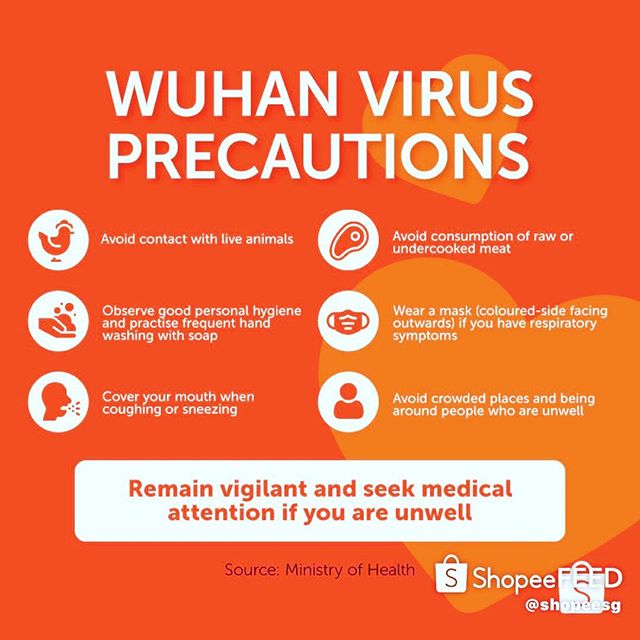 WUHAN VIRUS
PRECAUTIONS
Avoid contact with live animals
Avoid consumption of raw or
undercooked meat
Observe good personal hygiene
and practise frequent hand
washing with soap
Wear a mask (coloured-side facing
outwards) if you have respiratory
symptoms
Cover your mouth when
coughing or sneezing
Avoid crowded places and being
around people who are unwell
Remain vigilant and seek medical
attention if you are unwell
Source: Ministry of Health
S ShopeeFEED
S
@shopeesg